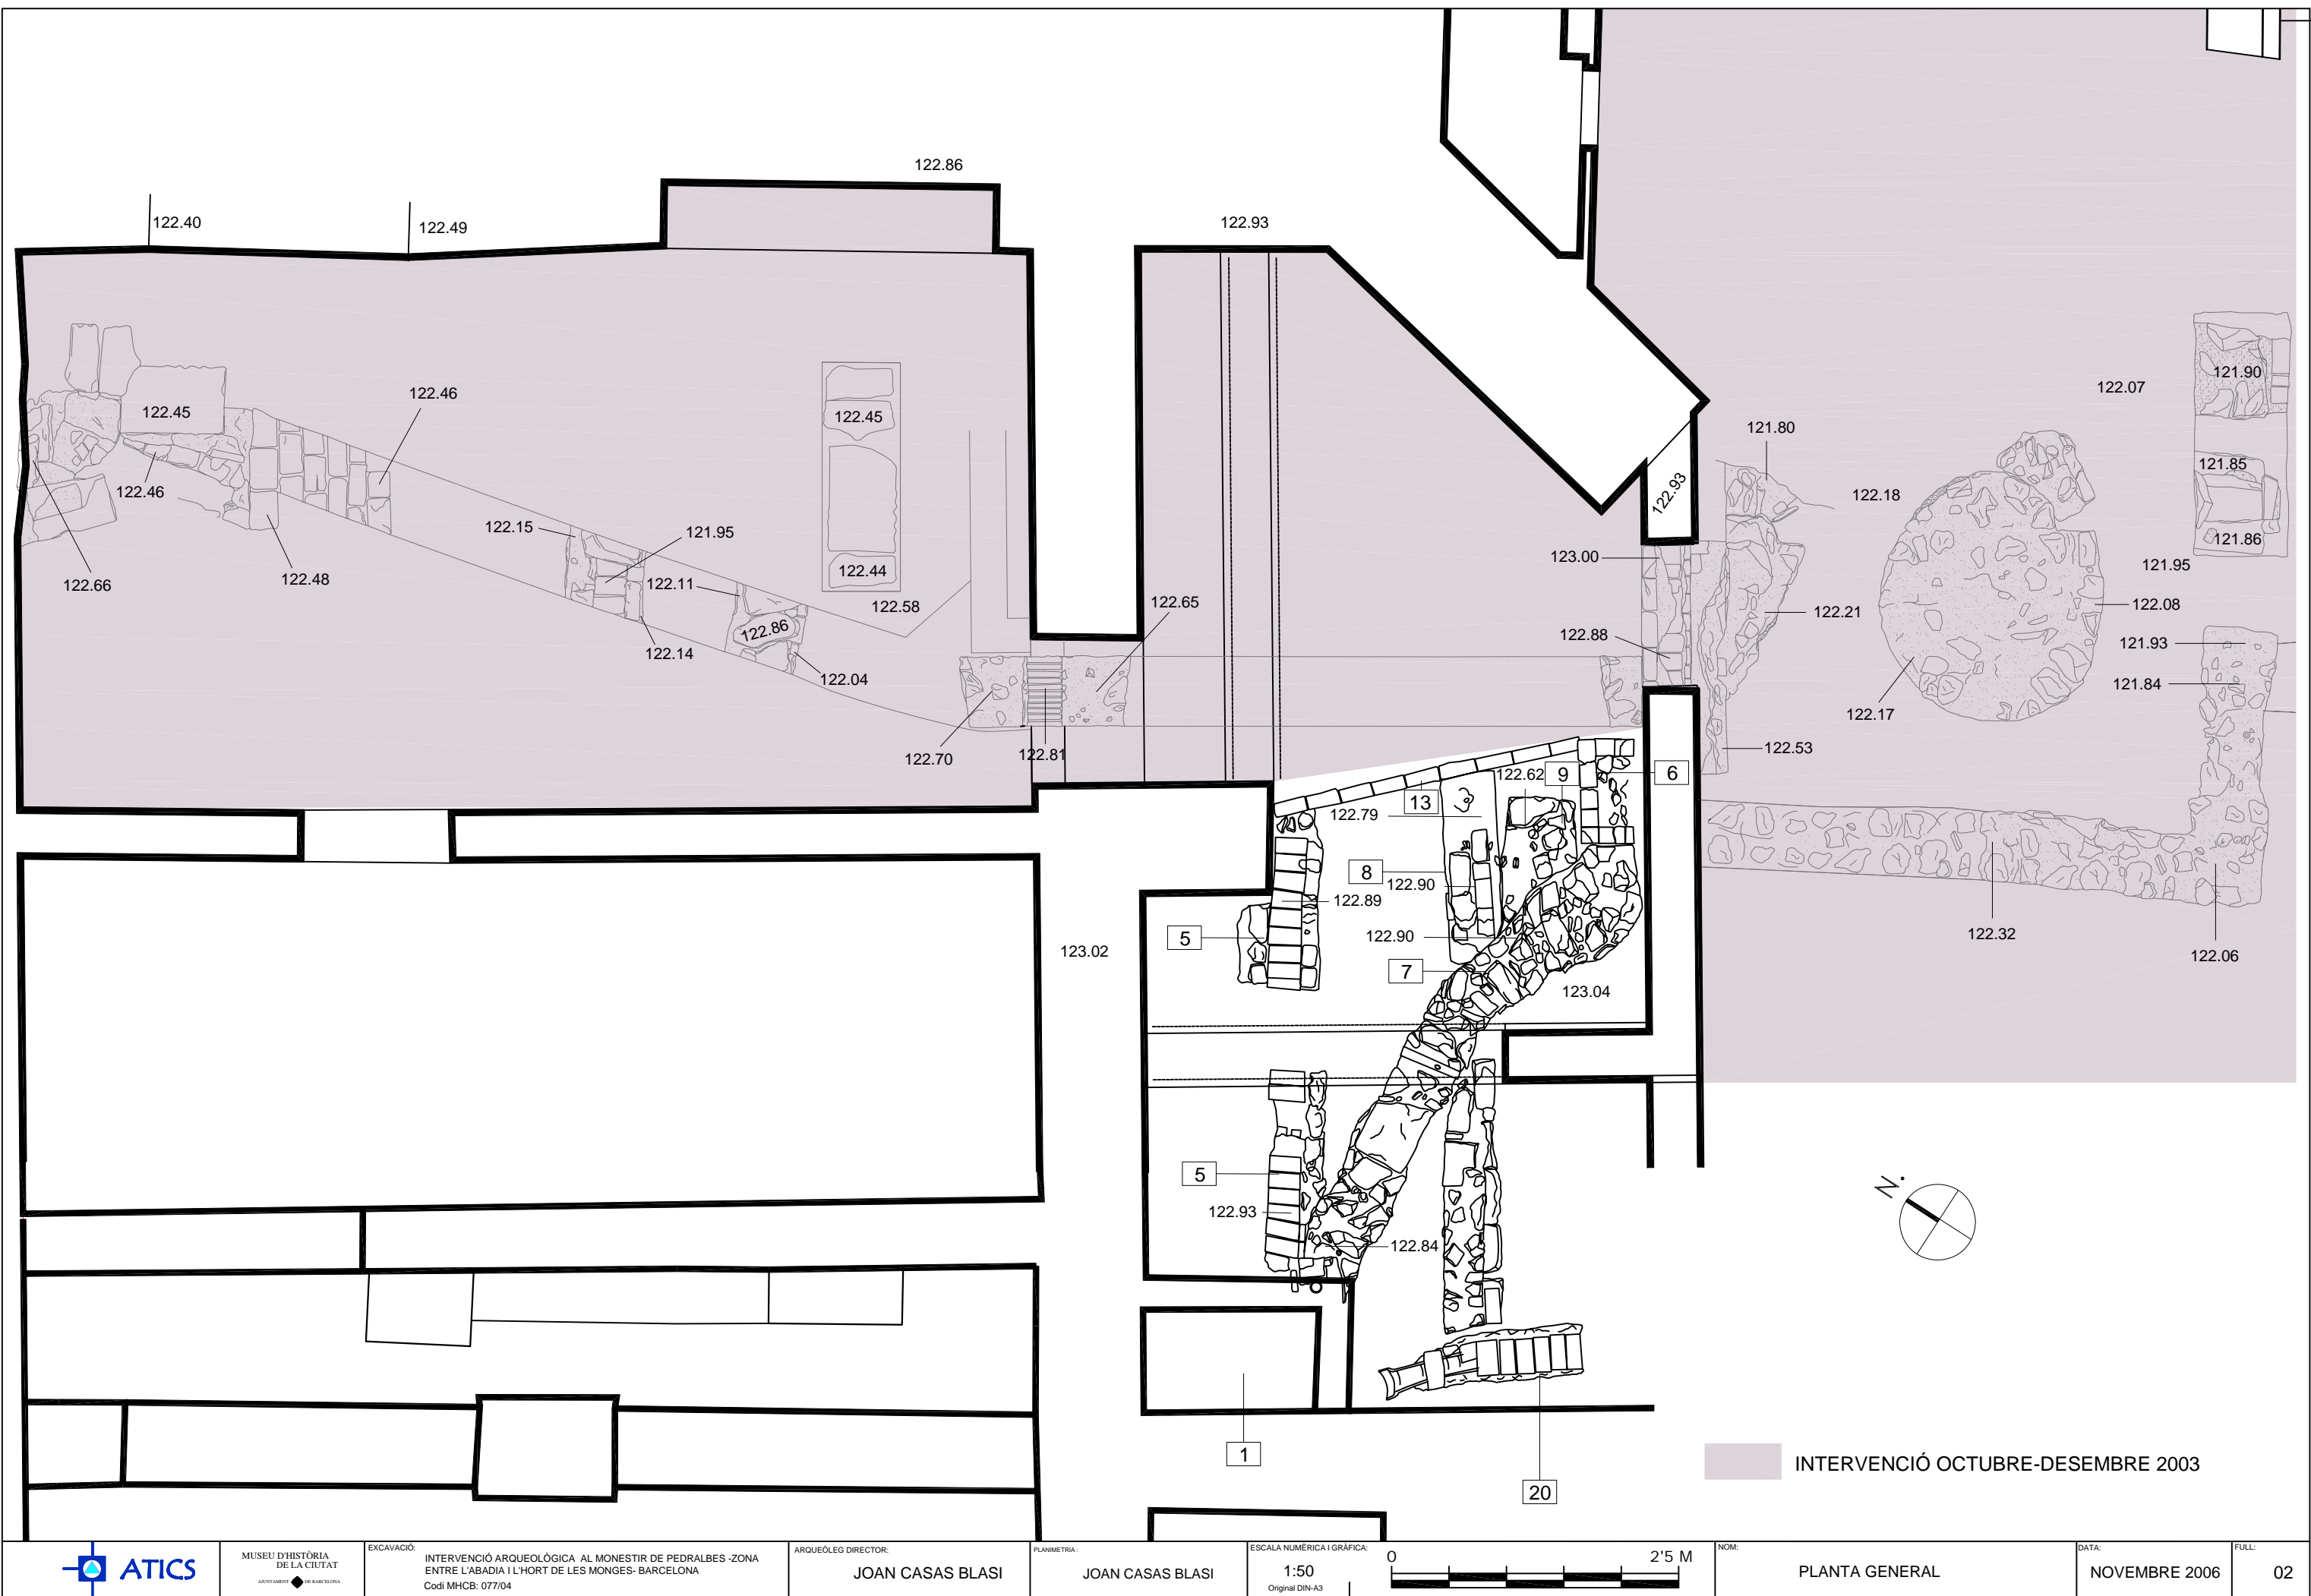 122.86
122.40
122.49
122.93
122.46
122.45
122.45
121.90
122.07
121.80
121.85
122.46
122.93
122.18
122.15
121.95
121.86
123.00
121.95
122.66
122.48
122.11
122.44
122.58
122.65
122.08
122.21
122.86
122.88
121.93
122.14
122.04
121.84
122.17
122.70
122.81
122.53
122.62
9
6
13
122.79
8
122.90
122.89
5
122.90
122.32
123.02
122.06
7
123.04
5
N.
122.93
122.84
1
INTERVENCIÓ OCTUBRE-DESEMBRE 2003
20
ATICS
MUSEU D'HISTÒRIA
DE LA CIUTAT
AJUNTAMENT DE BARCELONA
EXCAVACIÓ:
INTERVENCIÓ ARQUEOLÒGICA AL MONESTIR DE PEDRALBES -ZONA
ENTRE L'ABADIA I L'HORT DE LES MONGES- BARCELONA
Codi MHCB: 077/04
ARQUEÒLEG DIRECTOR:
JOAN CASAS BLASI
PLANIMETRIA :
JOAN CASAS BLASI
ESCALA NUMÈRICA I GRÀFICA:
1:50
Original DIN-A3
0 2'5 M
NOM:
PLANTA GENERAL
DATA:
NOVEMBRE 2006
FULL:
02